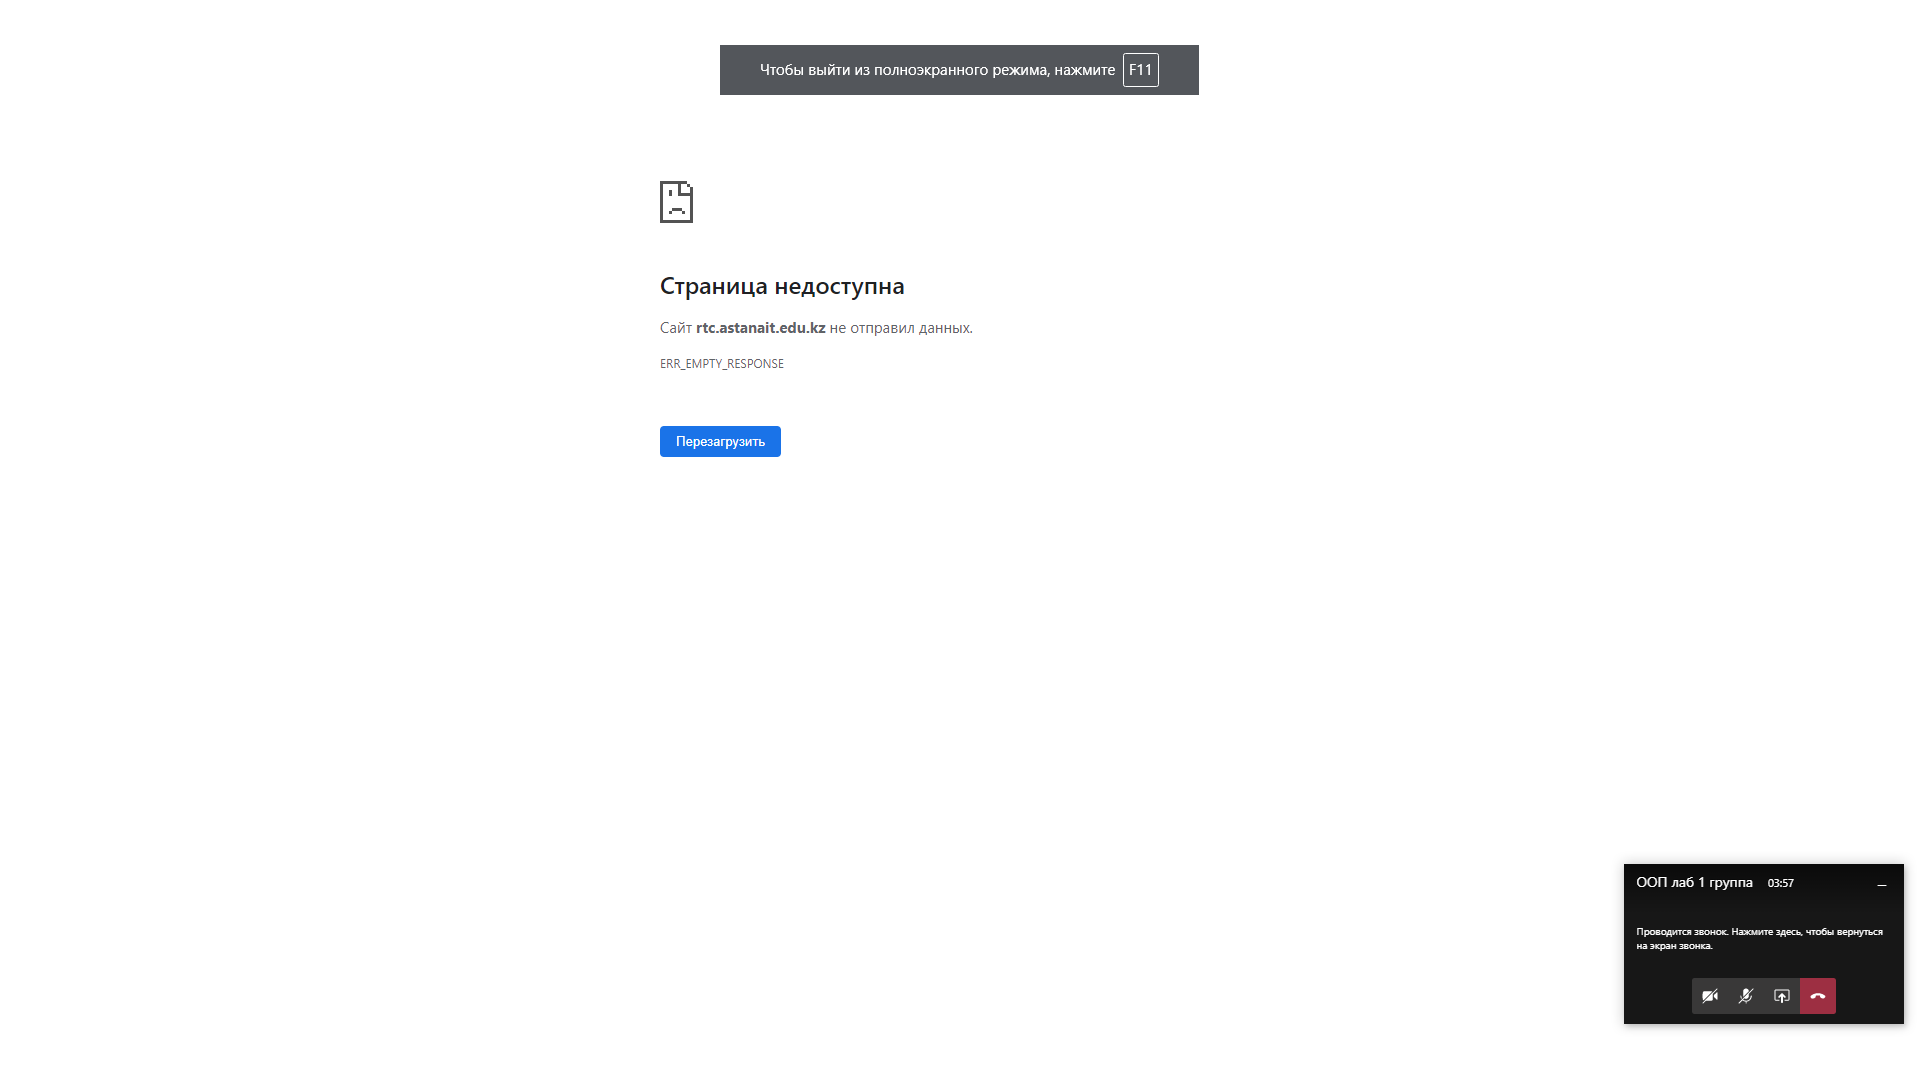 Чтобы выйти из полноэкранного режима, нажмите F11
Страница недоступна
Сайт rtc.astanait.edu.kz не отправил данных.
ERR_EMPTY_RESPONSE
Перезагрузить
ООП лаб 1 группа 03:57
Проводится звонок. Нажмите здесь, чтобы вернуться
на экран звонка.